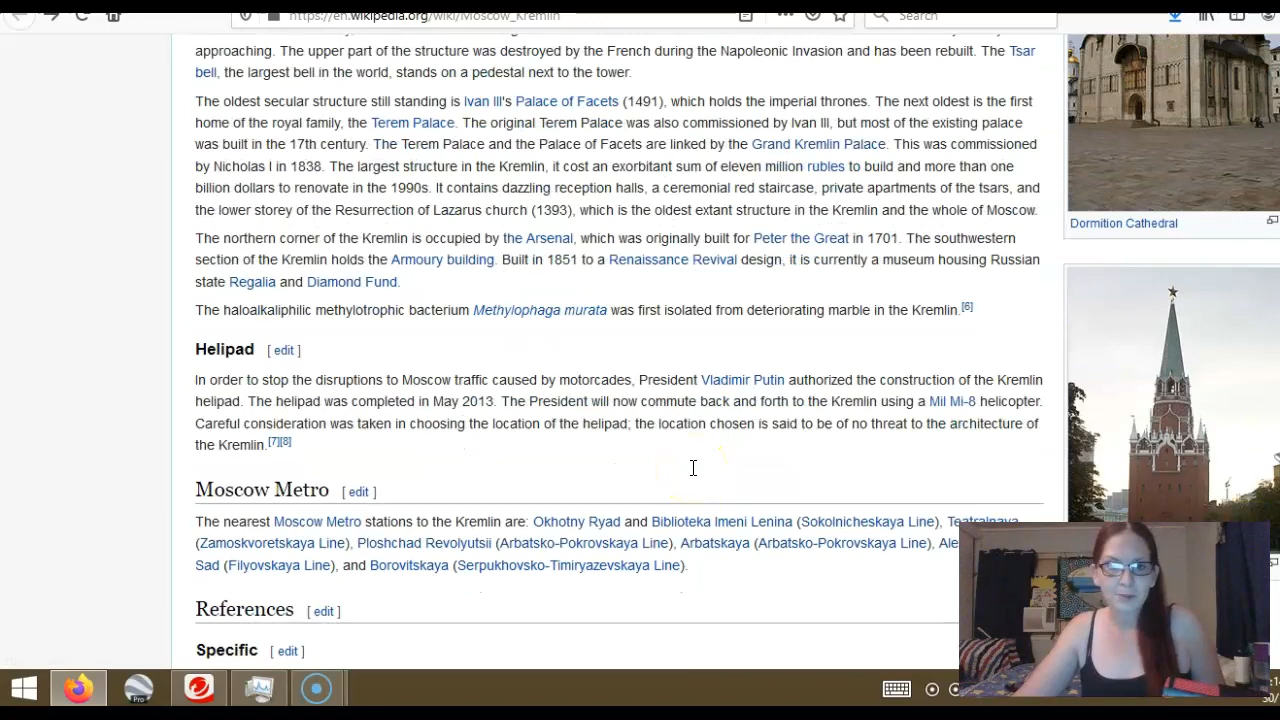 https://en.wikipedia.org/wiki/Moscow_Kremlin
Search
approaching. The upper part of the structure was destroyed by the French during the Napoleonic Invasion and has been rebuilt. The Tsar
bell, the largest bell in the world, stands on a pedestal next to the tower.
The oldest secular structure still standing is Ivan III's Palace of Facets (1491), which holds the imperial thrones. The next oldest is the first
home of the royal family, the Terem Palace. The original Terem Palace was also commissioned by Ivan III, but most of the existing palace
was built in the 17th century. The Terem Palace and the Palace of Facets are linked by the Grand Kremlin Palace. This was commissioned
by Nicholas I in 1838. The largest structure in the Kremlin, it cost an exorbitant sum of eleven million rubles to build and more than one
billion dollars to renovate in the 1990s. It contains dazzling reception halls, a ceremonial red staircase, private apartments of the tsars, and
the lower storey of the Resurrection of Lazarus church (1393), which is the oldest extant structure in the Kremlin and the whole of Moscow.
The northern corner of the Kremlin is occupied by the Arsenal, which was originally built for Peter the Great in 1701. The southwestern
section of the Kremlin holds the Armoury building. Built in 1851 to a Renaissance Revival design, it is currently a museum housing Russian
state Regalia and Diamond Fund.
The haloalkaliphilic methylotrophic bacterium Methylophaga murata was first isolated from deteriorating marble in the Kremlin.[6]
Helipad [ edit ]
In order to stop the disruptions to Moscow traffic caused by motorcades, President Vladimir Putin authorized the construction of the Kremlin
helipad. The helipad was completed in May 2013. The President will now commute back and forth to the Kremlin using a Mil Mi-8 helicopter.
Careful consideration was taken in choosing the location of the helipad; the location chosen is said to be of no threat to the architecture of
the Kremlin.[7][8]
Moscow Metro [ edit ]
The nearest Moscow Metro stations to the Kremlin are: Okhotny Ryad and Biblioteka Imeni Lenina (Sokolnicheskaya Line), Teatralnaya
(Zamoskvoretskaya Line), Ploshchad Revolyutsii (Arbatsko-Pokrovskaya Line), Arbatskaya (Arbatsko-Pokrovskaya Line), Ale
Sad (Filyovskaya Line), and Borovitskaya (Serpukhovsko-Timiryazevskaya Line).
References [ edit ]
Specific [ edit ]
Dormition Cathedral
Pro